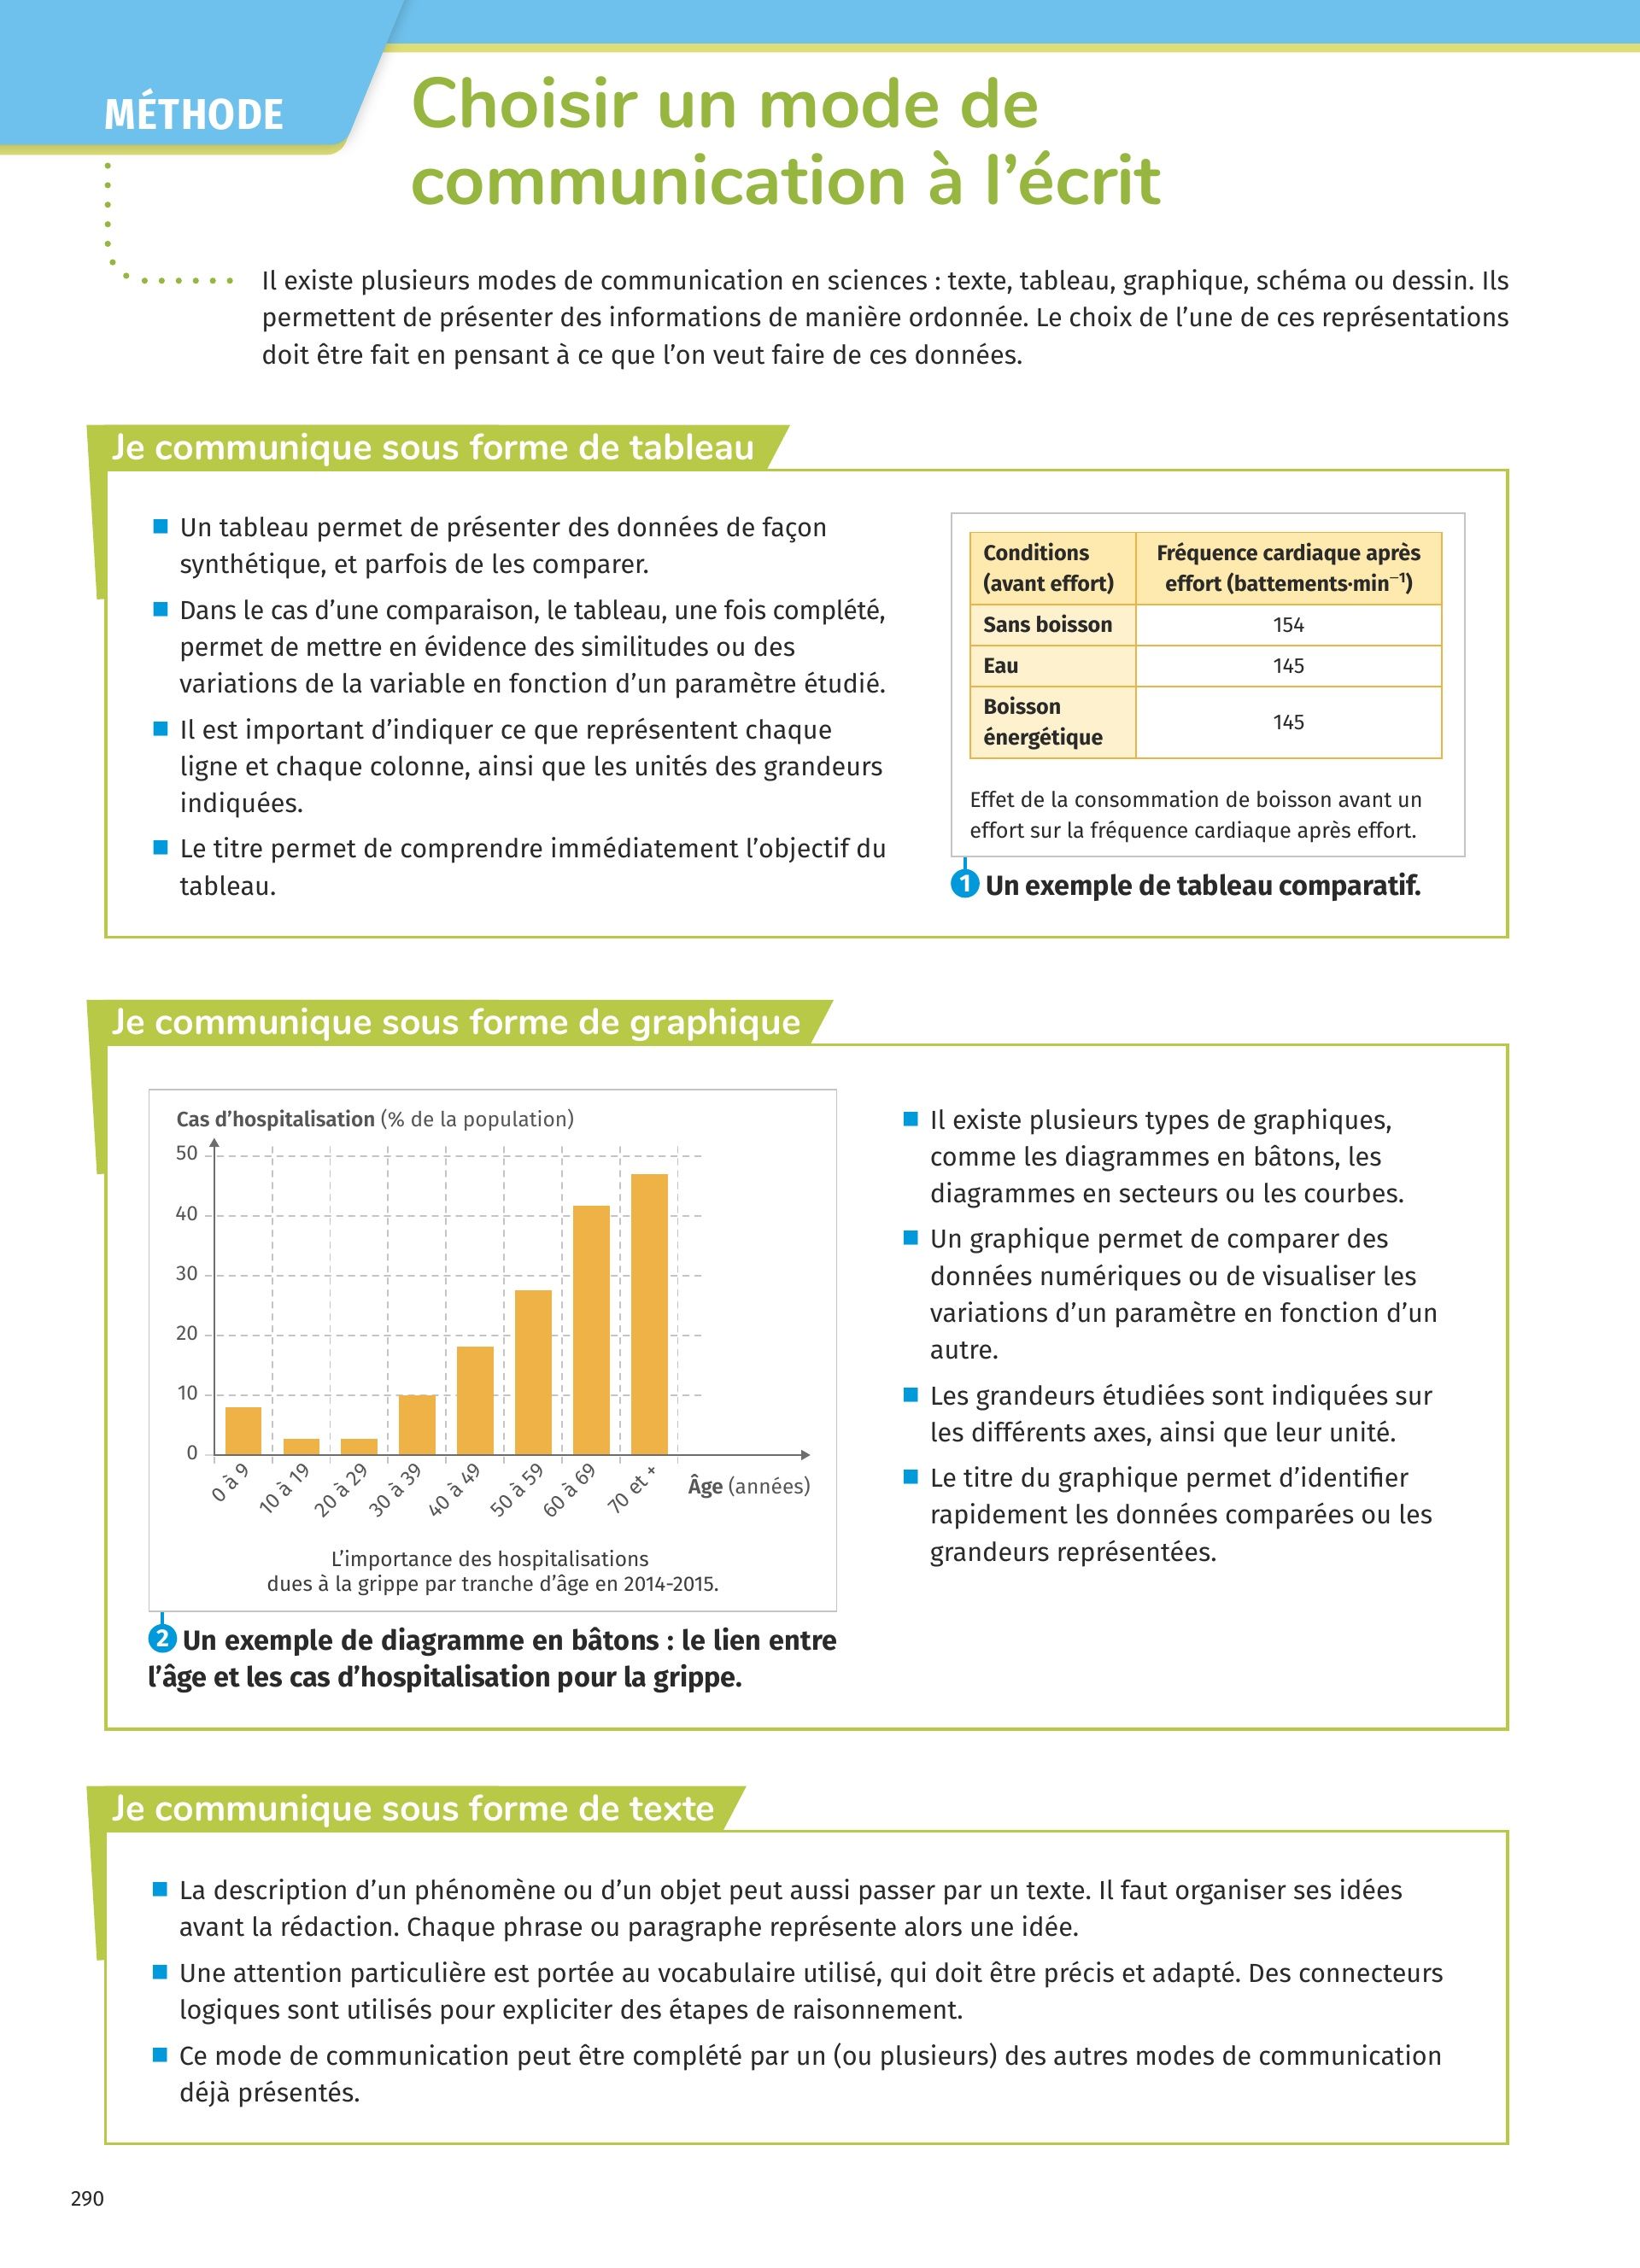 MÉTHODE
Choisir un mode de
communication à l’écrit
Il existe plusieurs modes de communication en sciences : texte, tableau, graphique, schéma ou dessin. Ils
permettent de présenter des informations de manière ordonnée. Le choix de l’une de ces représentations
doit être fait en pensant à ce que l’on veut faire de ces données.
Je communique sous forme de tableau
Un tableau permet de présenter des données de façon
synthétique, et parfois de les comparer.
Dans le cas d’une comparaison, le tableau, une fois complété,
permet de mettre en évidence des similitudes ou des
variations de la variable en fonction d’un paramètre étudié.
Il est important d’indiquer ce que représentent chaque
ligne et chaque colonne, ainsi que les unités des grandeurs
indiquées.
Le titre permet de comprendre immédiatement l’objectif du
tableau.
Conditions
(avant effort)
Fréquence cardiaque après
effort (battements·min⁻¹)
Sans boisson 154
Eau 145
Boisson
énergétique
145
Effet de la consommation de boisson avant un
effort sur la fréquence cardiaque après effort.
1 Un exemple de tableau comparatif.
Je communique sous forme de graphique
Cas d’hospitalisation (% de la population)
50
40
30
20
10
0
0 à 9
10 à 19
20 à 29
30 à 39
40 à 49
50 à 59
60 à 69
70 et +
Âge (années)
L’importance des hospitalisations
dues à la grippe par tranche d’âge en 2014-2015.
2 Un exemple de diagramme en bâtons : le lien entre
l’âge et les cas d’hospitalisation pour la grippe.
Il existe plusieurs types de graphiques,
comme les diagrammes en bâtons, les
diagrammes en secteurs ou les courbes.
Un graphique permet de comparer des
données numériques ou de visualiser les
variations d’un paramètre en fonction d’un
autre.
Les grandeurs étudiées sont indiquées sur
les différents axes, ainsi que leur unité.
Le titre du graphique permet d’identifier
rapidement les données comparées ou les
grandeurs représentées.
Je communique sous forme de texte
La description d’un phénomène ou d’un objet peut aussi passer par un texte. Il faut organiser ses idées
avant la rédaction. Chaque phrase ou paragraphe représente alors une idée.
Une attention particulière est portée au vocabulaire utilisé, qui doit être précis et adapté. Des connecteurs
logiques sont utilisés pour expliciter des étapes de raisonnement.
Ce mode de communication peut être complété par un (ou plusieurs) des autres modes de communication
déjà présentés.
290